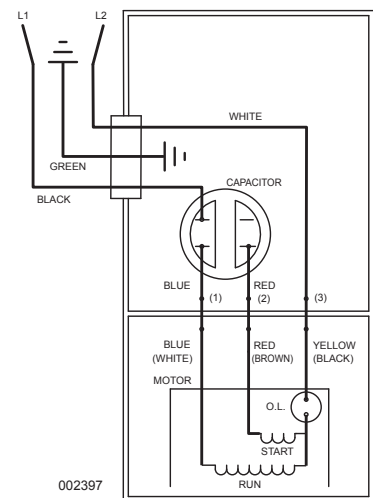 L1 L2
WHITE
GREEN
CAPACITOR
BLACK
BLUE RED
(1) (2) (3)
BLUE RED YELLOW
(WHITE) (BROWN) (BLACK)
MOTOR
O.L.
START
002397
RUN